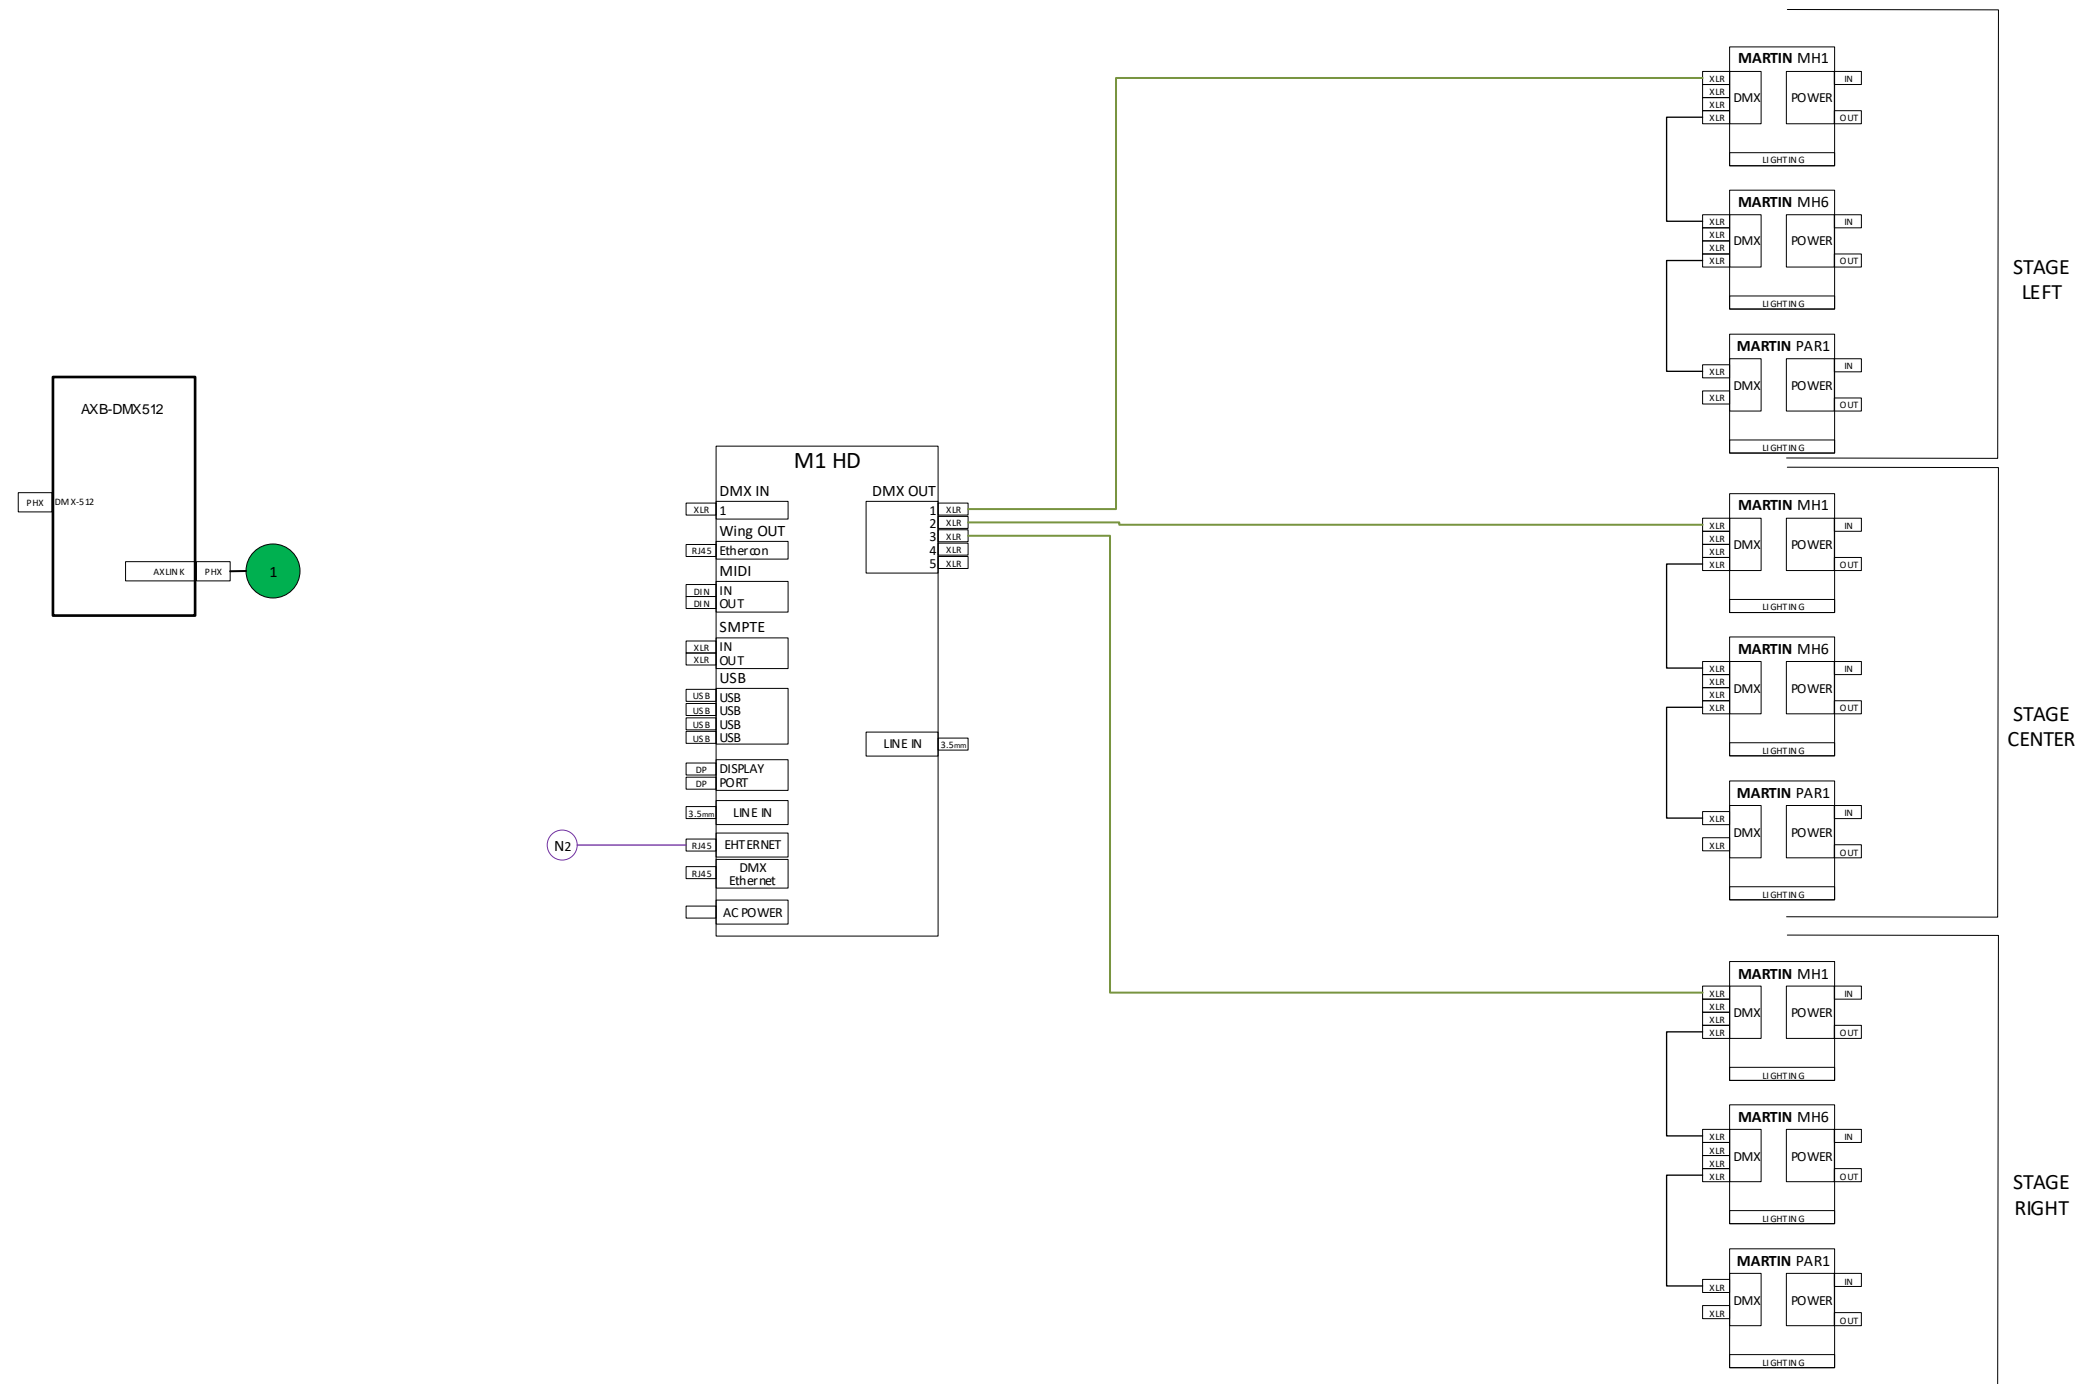 AXB-DMX512
PHX
DMX-512
AXLINK
PHX
1
N2
M1 HD
DMX IN
XLR
1
Wing OUT
RJ45
Ethercon
MIDI
DIN
IN
DIN
OUT
SMPTE
XLR
IN
XLR
OUT
USB
USB
USB
USB
USB
USB
USB
USB
USB
DP
DISPLAY
DP
PORT
3.5mm
LINE IN
RJ45
EHTERNET
RJ45
DMX
Ethernet
AC POWER
DMX OUT
1
XLR
2
XLR
3
XLR
4
XLR
5
XLR
LINE IN
3.5mm
MARTIN MH1
XLR
XLR
XLR
XLR
DMX
POWER
IN
OUT
LIGHTING
MARTIN MH6
XLR
XLR
XLR
XLR
DMX
POWER
IN
OUT
LIGHTING
MARTIN PAR1
XLR
XLR
DMX
POWER
IN
OUT
LIGHTING
STAGE
LEFT
MARTIN MH1
XLR
XLR
XLR
XLR
DMX
POWER
IN
OUT
LIGHTING
MARTIN MH6
XLR
XLR
XLR
XLR
DMX
POWER
IN
OUT
LIGHTING
MARTIN PAR1
XLR
XLR
DMX
POWER
IN
OUT
LIGHTING
STAGE
CENTER
MARTIN MH1
XLR
XLR
XLR
XLR
DMX
POWER
IN
OUT
LIGHTING
MARTIN MH6
XLR
XLR
XLR
XLR
DMX
POWER
IN
OUT
LIGHTING
MARTIN PAR1
XLR
XLR
DMX
POWER
IN
OUT
LIGHTING
STAGE
RIGHT